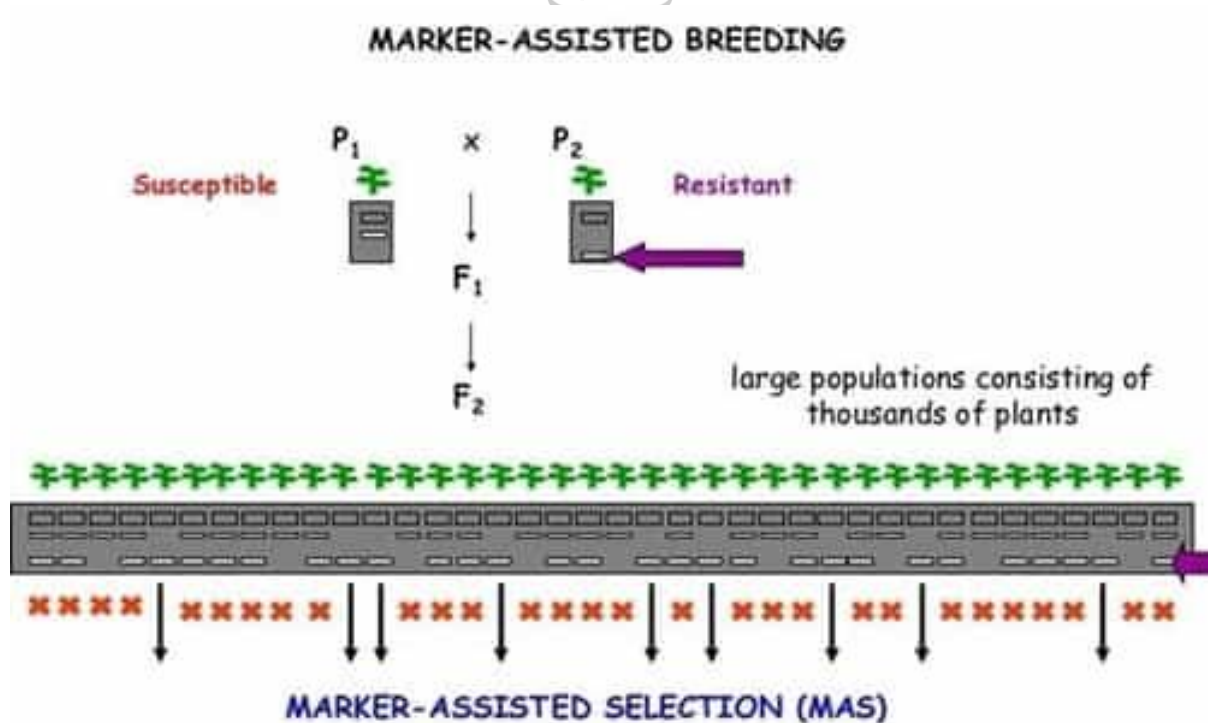 MARKER-ASSISTED BREEDING
P₁ x P₂
Susceptible Resistant
F₁
F₂
large populations consisting of
thousands of plants
MARKER-ASSISTED SELECTION (MAS)